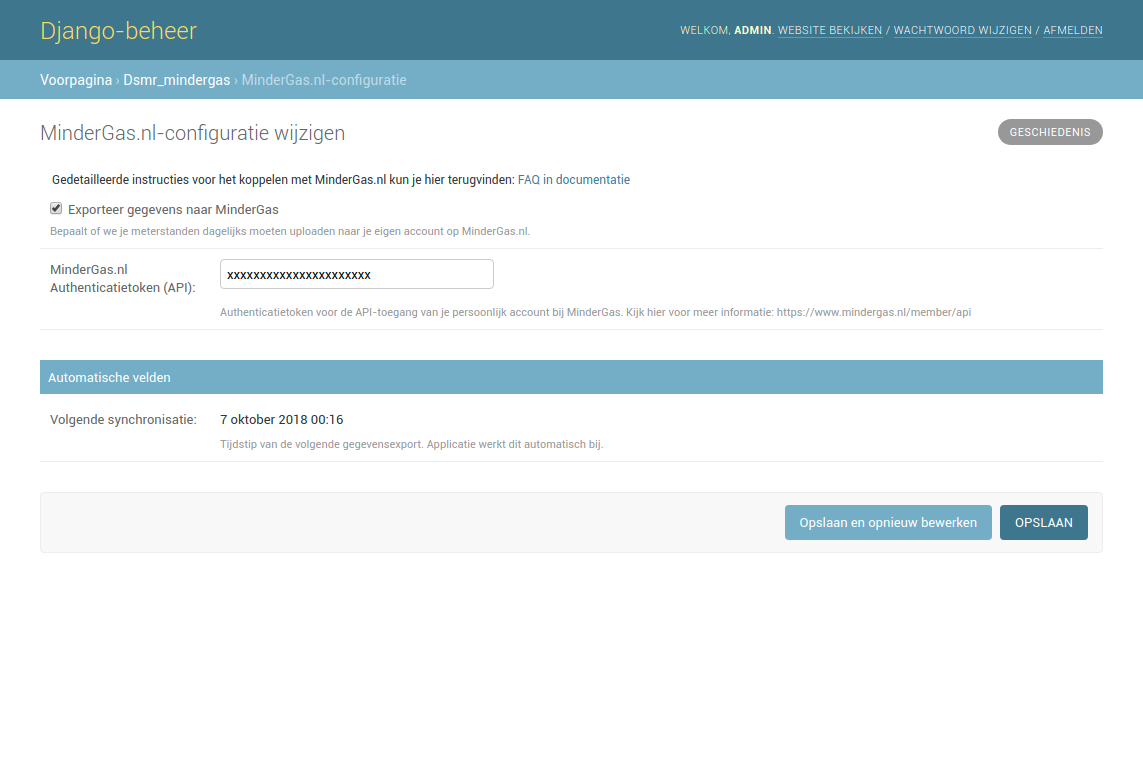 Django-beheer
WELKOM, ADMIN. WEBSITE BEKIJKEN / WACHTWOORD WIJZIGEN / AFMELDEN
Voorpagina › Dsmr_mindergas › MinderGas.nl-configuratie
MinderGas.nl-configuratie wijzigen
GESCHIEDENIS
Gedetailleerde instructies voor het koppelen met MinderGas.nl kun je hier terugvinden: FAQ in documentatie
Exporteer gegevens naar MinderGas
Bepaalt of we je meterstanden dagelijks moeten uploaden naar je eigen account op MinderGas.nl.
MinderGas.nl
Authenticatietoken (API):
xxxxxxxxxxxxxxxxxxxxxx
Authenticatietoken voor de API-toegang van je persoonlijk account bij MinderGas. Kijk hier voor meer informatie: https://www.mindergas.nl/member/api
Automatische velden
Volgende synchronisatie: 7 oktober 2018 00:16
Tijdstip van de volgende gegevensexport. Applicatie werkt dit automatisch bij.
Opslaan en opnieuw bewerken
OPSLAAN